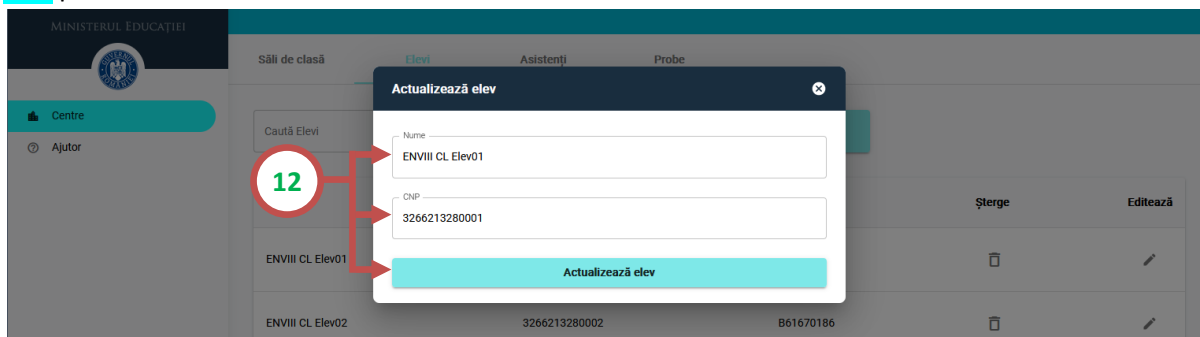 MINISTERUL EDUCAȚIEI
Săli de clasă Elevi Asistenți Probe
Actualizează elev
Centre
Caută Elevi
Nume
ENVIII CL Elev01
Ajutor
12
CNP
3266213280001
Șterge Editează
ENVIII CL Elev01
Actualizează elev
ENVIII CL Elev02 3266213280002 B61670186